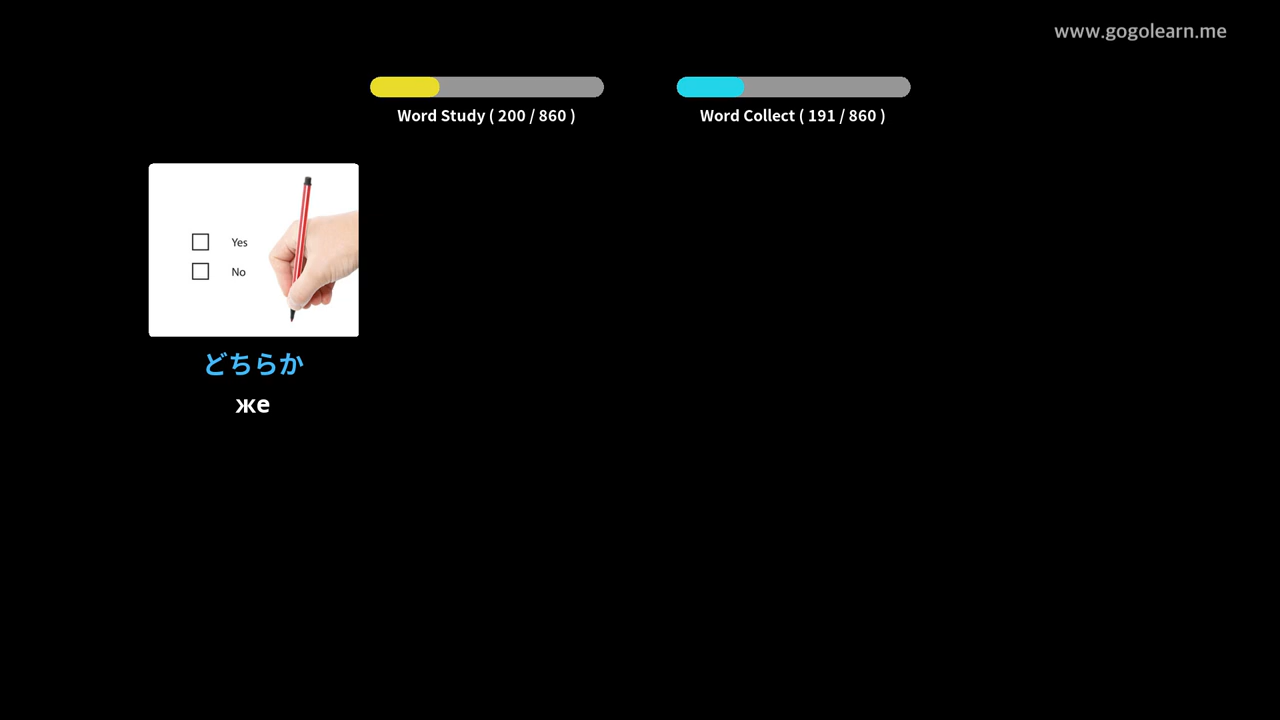 www.gogolearn.me
Word Study ( 200 / 860 )
Word Collect ( 191 / 860 )
Yes
No
どちらか
же